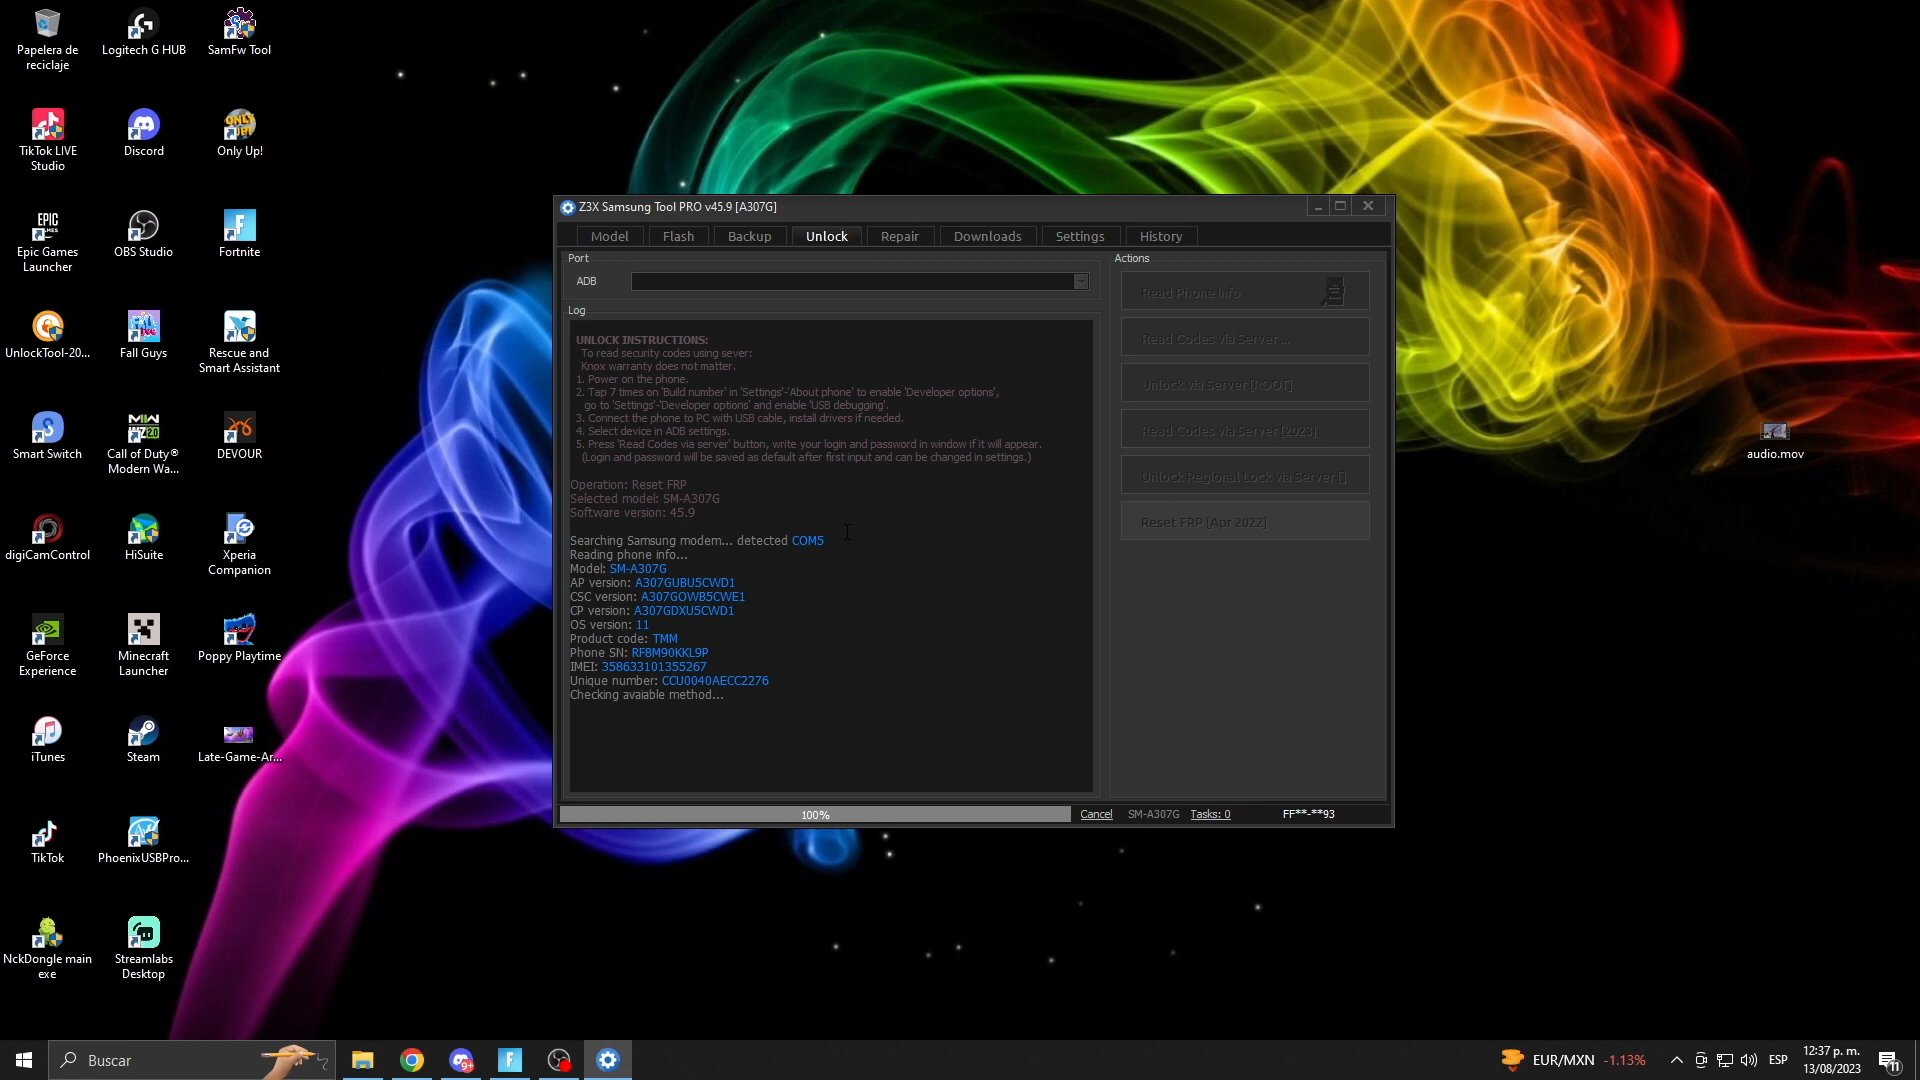 Papelera de
reciclaje
Logitech G HUB
SamFw Tool
TikTok LIVE
Studio
Discord
ONLY UP!
Only Up!
EPIC
GAMES
Epic Games
Launcher
OBS Studio
Fortnite
UnlockTool-20...
Fall Guys
Rescue and
Smart Assistant
Smart Switch
Call of Duty®
Modern Wa...
DEVOUR
digiCamControl
HiSuite
Xperia
Companion
GeForce
Experience
Minecraft
Launcher
Poppy Playtime
iTunes
Steam
Late-Game-Ar...
TikTok
PhoenixUSBPro...
NckDongle main
exe
Streamlabs
Desktop
audio.mov
Z3X Samsung Tool PRO v45.9 [A307G]
Model Flash Backup Unlock Repair Downloads Settings History
Port
ADB
Log
UNLOCK INSTRUCTIONS:
To read security codes using sever:
Knox warranty does not matter.
1. Power on the phone.
2. Tap 7 times on 'Build number' in 'Settings'-'About phone' to enable 'Developer options',
go to 'Settings'-'Developer options' and enable 'USB debugging'.
3. Connect the phone to PC with USB cable, install drivers if needed.
4. Select device in ADB settings.
5. Press 'Read Codes via server' button, write your login and password in window if it will appear.
(Login and password will be saved as default after first input and can be changed in settings.)
Operation: Reset FRP
Selected model: SM-A307G
Software version: 45.9
Searching Samsung modem... detected COM5
Reading phone info...
Model: SM-A307G
AP version: A307GUBU5CWD1
CSC version: A307GOWB5CWE1
CP version: A307GDXU5CWD1
OS version: 11
Product code: TMM
Phone SN: RF8M90KKL9P
IMEI: 358633101355267
Unique number: CCU0040AECC2276
Checking avaiable method...
Actions
Read Phone Info
Read Codes via Server ...
Unlock via Server [ROOT]
Read Codes via Server [2023]
Unlock Regional Lock via Server []
Reset FRP [Apr 2022]
100%
Cancel
SM-A307G
Tasks: 0
FF**-**93
Buscar
9+
EUR/MXN -1.13%
ESP
12:37 p. m.
13/08/2023
11